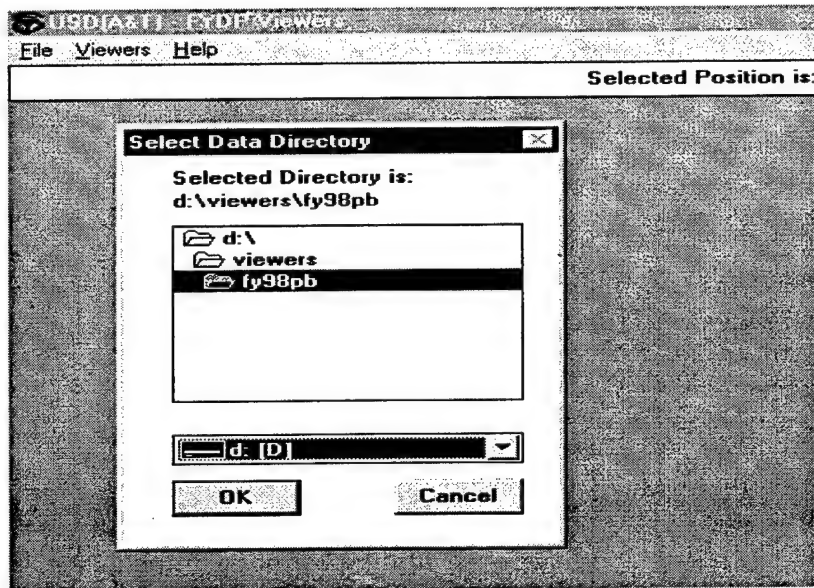 USD(A&T) - FYDP Viewers
File Viewers Help
Selected Position is:
Select Data Directory
Selected Directory is:
d:\viewers\fy98pb
d:\
viewers
fy98pb
d: [D]
OK Cancel